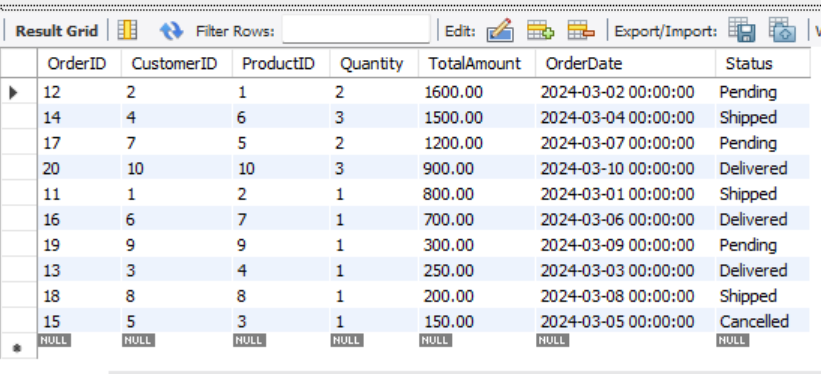 Result Grid Filter Rows: Edit: Export/Import:
OrderID CustomerID ProductID Quantity TotalAmount OrderDate Status
12 2 1 2 1600.00 2024-03-02 00:00:00 Pending
14 4 6 3 1500.00 2024-03-04 00:00:00 Shipped
17 7 5 2 1200.00 2024-03-07 00:00:00 Pending
20 10 10 3 900.00 2024-03-10 00:00:00 Delivered
11 1 2 1 800.00 2024-03-01 00:00:00 Shipped
16 6 7 1 700.00 2024-03-06 00:00:00 Delivered
19 9 9 1 300.00 2024-03-09 00:00:00 Pending
13 3 4 1 250.00 2024-03-03 00:00:00 Delivered
18 8 8 1 200.00 2024-03-08 00:00:00 Shipped
15 5 3 1 150.00 2024-03-05 00:00:00 Cancelled
NULL NULL NULL NULL NULL NULL NULL